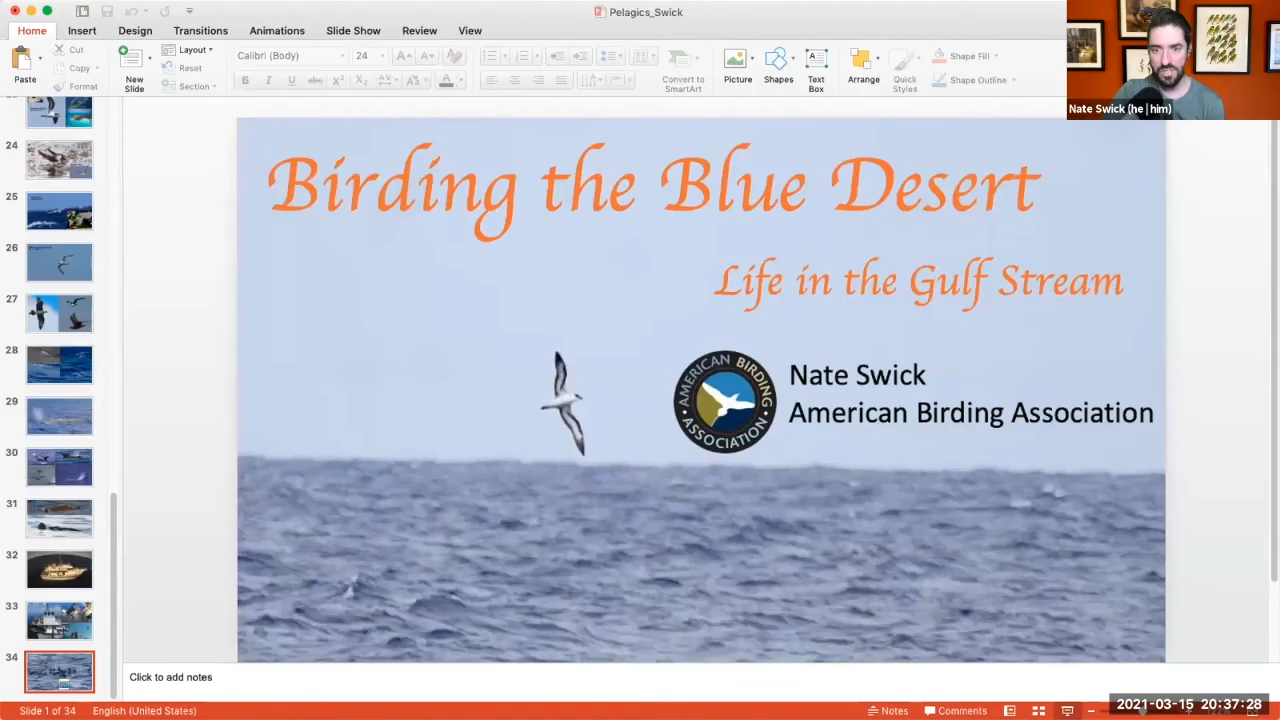 Pelagics_Swick
Home Insert Design Transitions Animations Slide Show Review View
Paste
Cut
Copy
Format
New Slide
Layout
Reset
Section
Calibri (Body) 24
Convert to SmartArt
Picture
Shapes
Text Box
Arrange
Quick Styles
Shape Fill
Shape Outline
Nate Swick (he | him)
24
25
26
27
28
29
30
31
32
33
34
Birding the Blue Desert
Life in the Gulf Stream
AMERICAN BIRDING ASSOCIATION
Nate Swick
American Birding Association
Click to add notes
Slide 1 of 34 English (United States)
Notes Comments
2021-03-15 20:37:28